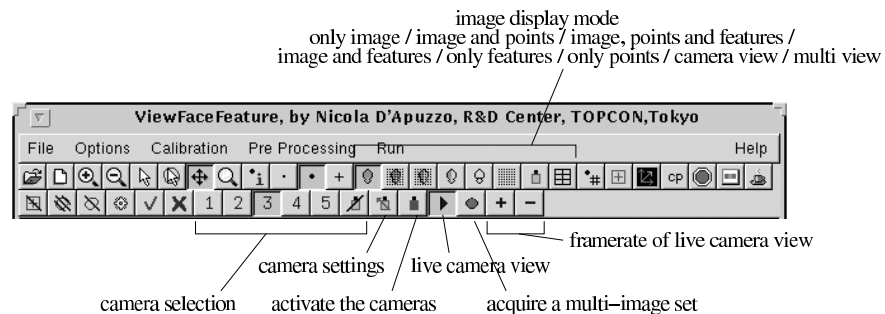 image display mode
only image / image and points / image, points and features /
image and features / only features / only points / camera view / multi view
ViewFaceFeature, by Nicola D'Apuzzo, R&D Center, TOPCON,Tokyo
File Options Calibration Pre Processing Run Help
i # CP
1 2 3 4 5
framerate of live camera view
camera settings live camera view
camera selection activate the cameras acquire a multi-image set